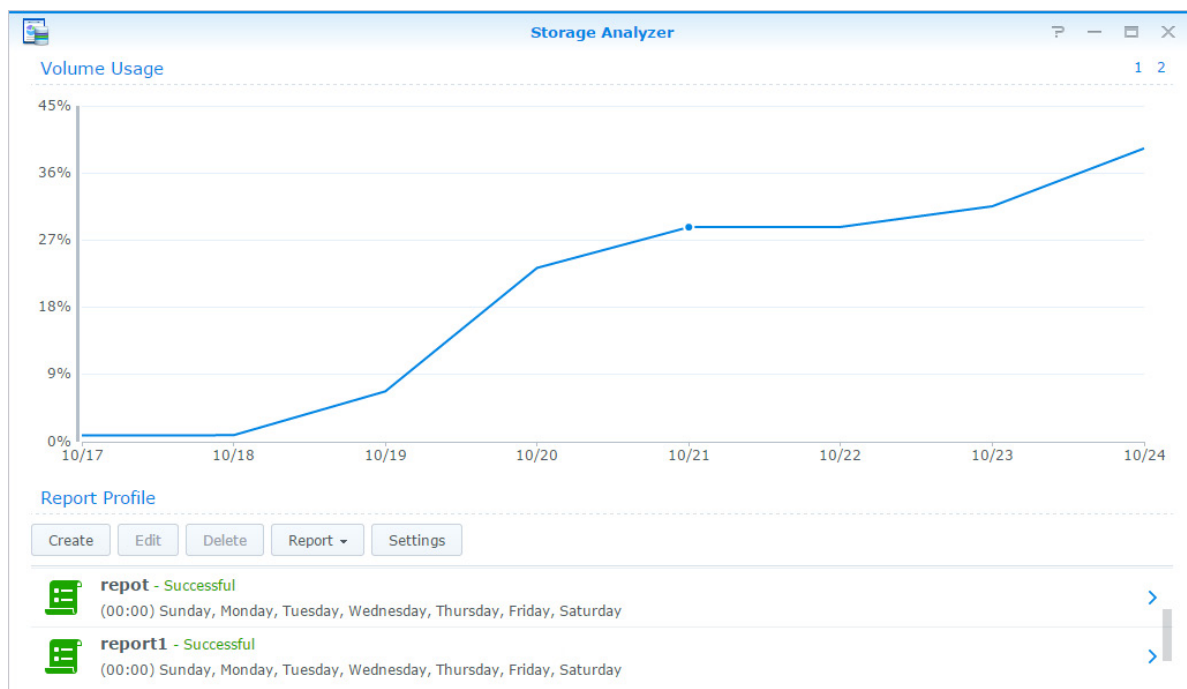 Storage Analyzer
Volume Usage 1 2
45%
36%
27%
18%
9%
0%
10/17 10/18 10/19 10/20 10/21 10/22 10/23 10/24
Report Profile
Create Edit Delete Report Settings
repot - Successful
(00:00) Sunday, Monday, Tuesday, Wednesday, Thursday, Friday, Saturday
report1 - Successful
(00:00) Sunday, Monday, Tuesday, Wednesday, Thursday, Friday, Saturday